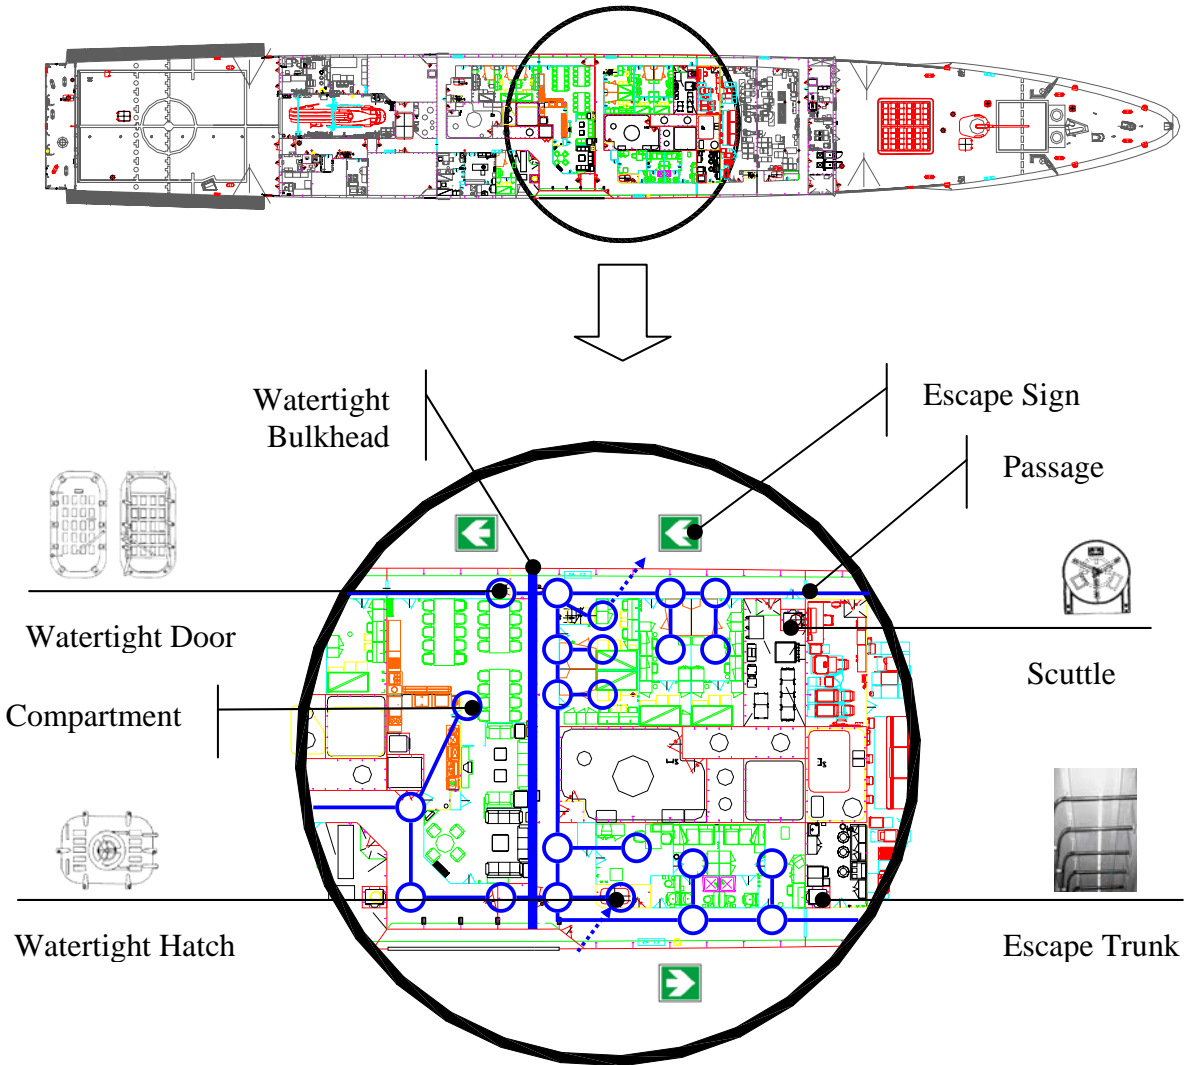 Watertight
Bulkhead
Escape Sign
Passage
Watertight Door
Scuttle
Compartment
Watertight Hatch
Escape Trunk